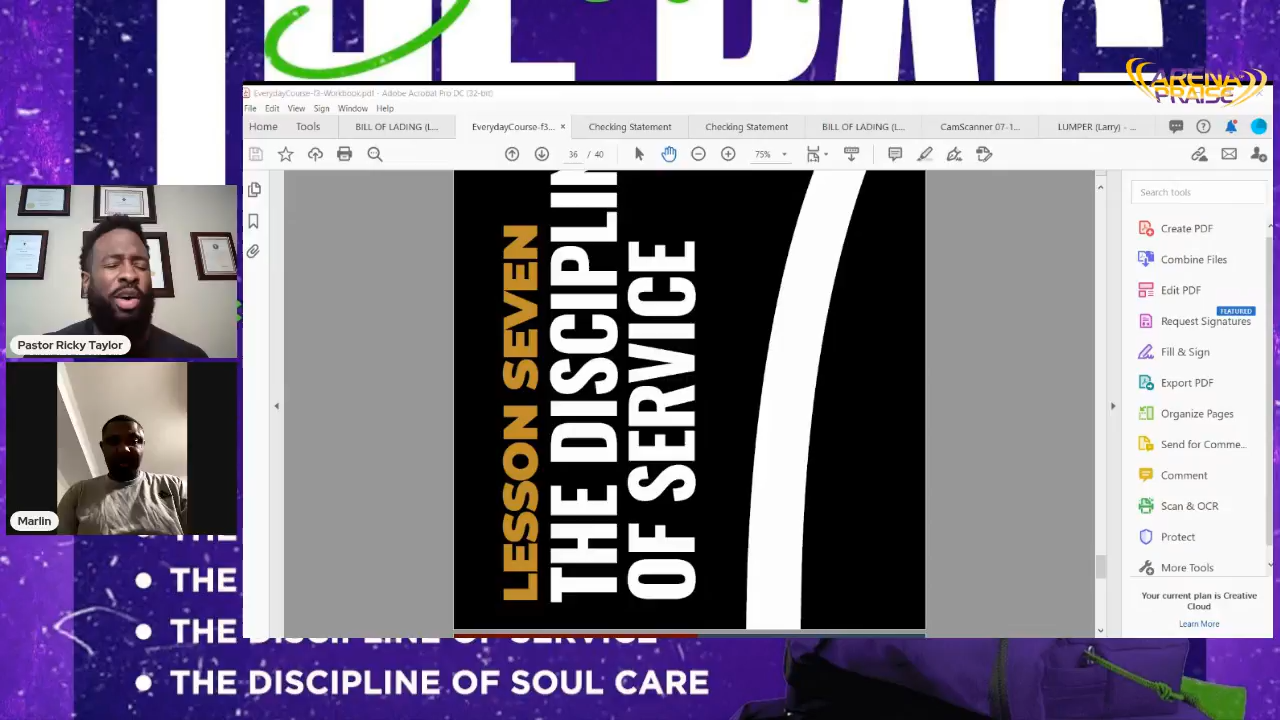 ARENA
PRAISE
EverydayCourse-f3-Workbook.pdf - Adobe Acrobat Pro DC (32-bit)
File Edit View Sign Window Help
Home Tools BILL OF LADING (L... EverydayCourse-f3... × Checking Statement Checking Statement BILL OF LADING (L... CamScanner 07-1... LUMPER (Larry) - ...
36 / 40 75%
Search tools
Create PDF
Combine Files
Edit PDF
FEATURED
Request Signatures
Fill & Sign
Export PDF
Organize Pages
Send for Comme...
Comment
Scan & OCR
Protect
More Tools
Your current plan is Creative
Cloud
Learn More
LESSON SEVEN
THE DISCIPLIN
OF SERVICE
Pastor Ricky Taylor
Marlin
• THE
• THE DISCIPLINE OF SERVICE
• THE DISCIPLINE OF SOUL CARE